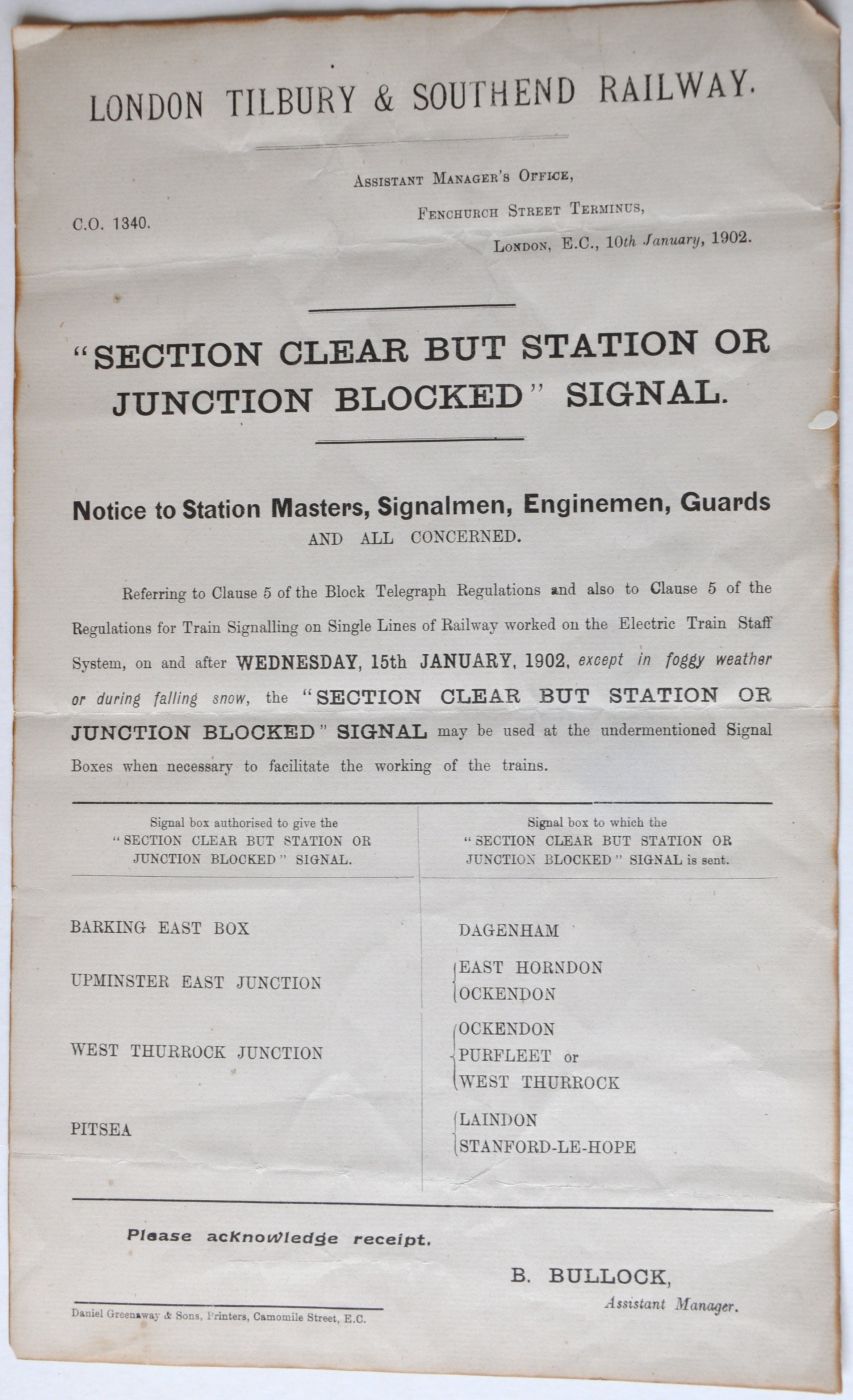 LONDON TILBURY & SOUTHEND RAILWAY.
ASSISTANT MANAGER'S OFFICE,
C.O. 1340.
FENCHURCH STREET TERMINUS,
LONDON, E.C., 10th January, 1902.
"SECTION CLEAR BUT STATION OR
JUNCTION BLOCKED" SIGNAL.
Notice to Station Masters, Signalmen, Enginemen, Guards
AND ALL CONCERNED.
Referring to Clause 5 of the Block Telegraph Regulations and also to Clause 5 of the
Regulations for Train Signalling on Single Lines of Railway worked on the Electric Train Staff
System, on and after WEDNESDAY, 15th JANUARY, 1902, except in foggy weather
or during falling snow, the "SECTION CLEAR BUT STATION OR
JUNCTION BLOCKED" SIGNAL may be used at the undermentioned Signal
Boxes when necessary to facilitate the working of the trains.
Signal box authorised to give the
"SECTION CLEAR BUT STATION OR
JUNCTION BLOCKED" SIGNAL.
Signal box to which the
"SECTION CLEAR BUT STATION OR
JUNCTION BLOCKED" SIGNAL is sent.
BARKING EAST BOX
DAGENHAM
UPMINSTER EAST JUNCTION
EAST HORNDON
OCKENDON
WEST THURROCK JUNCTION
OCKENDON
PURFLEET or
WEST THURROCK
PITSEA
LAINDON
STANFORD-LE-HOPE
Please acknowledge receipt.
B. BULLOCK,
Assistant Manager.
Daniel Greenaway & Sons, Printers, Camomile Street, E.C.